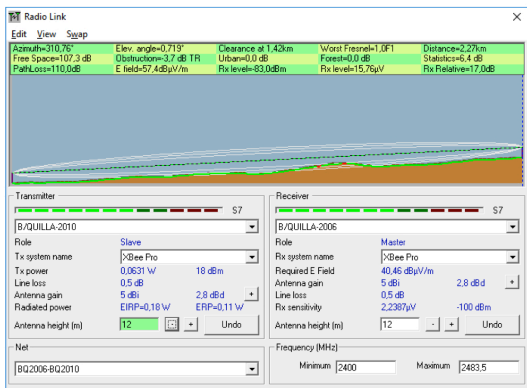 Radio Link
Edit View Swap
Azimuth=310,76° Elev. angle=0,719° Clearance at 1,42km Worst Fresnel=1,0F1 Distance=2,27km
Free Space=107,3 dB Obstruction=-3,7 dB TR Urban=0,0 dB Forest=0,0 dB Statistics=6,4 dB
PathLoss=110,0dB E field=57,4dBµV/m Rx level=-83,0dBm Rx level=15,76µV Rx Relative=17,0dB
Transmitter
S7
B/QUILLA-2010
Role Slave
Tx system name XBee Pro
Tx power 0,0631 W 18 dBm
Line loss 0,5 dB
Antenna gain 5 dBi 2,8 dBd +
Radiated power EIRP=0,18 W ERP=0,11 W
Antenna height (m) 12 - + Undo
Net
BQ2006-BQ2010
Receiver
S7
B/QUILLA-2006
Role Master
Rx system name XBee Pro
Required E Field 40,46 dBµV/m
Antenna gain 5 dBi 2,8 dBd +
Line loss 0,5 dB
Rx sensitivity 2,2387µV -100 dBm
Antenna height (m) 12 - + Undo
Frequency (MHz)
Minimum 2400 Maximum 2483,5